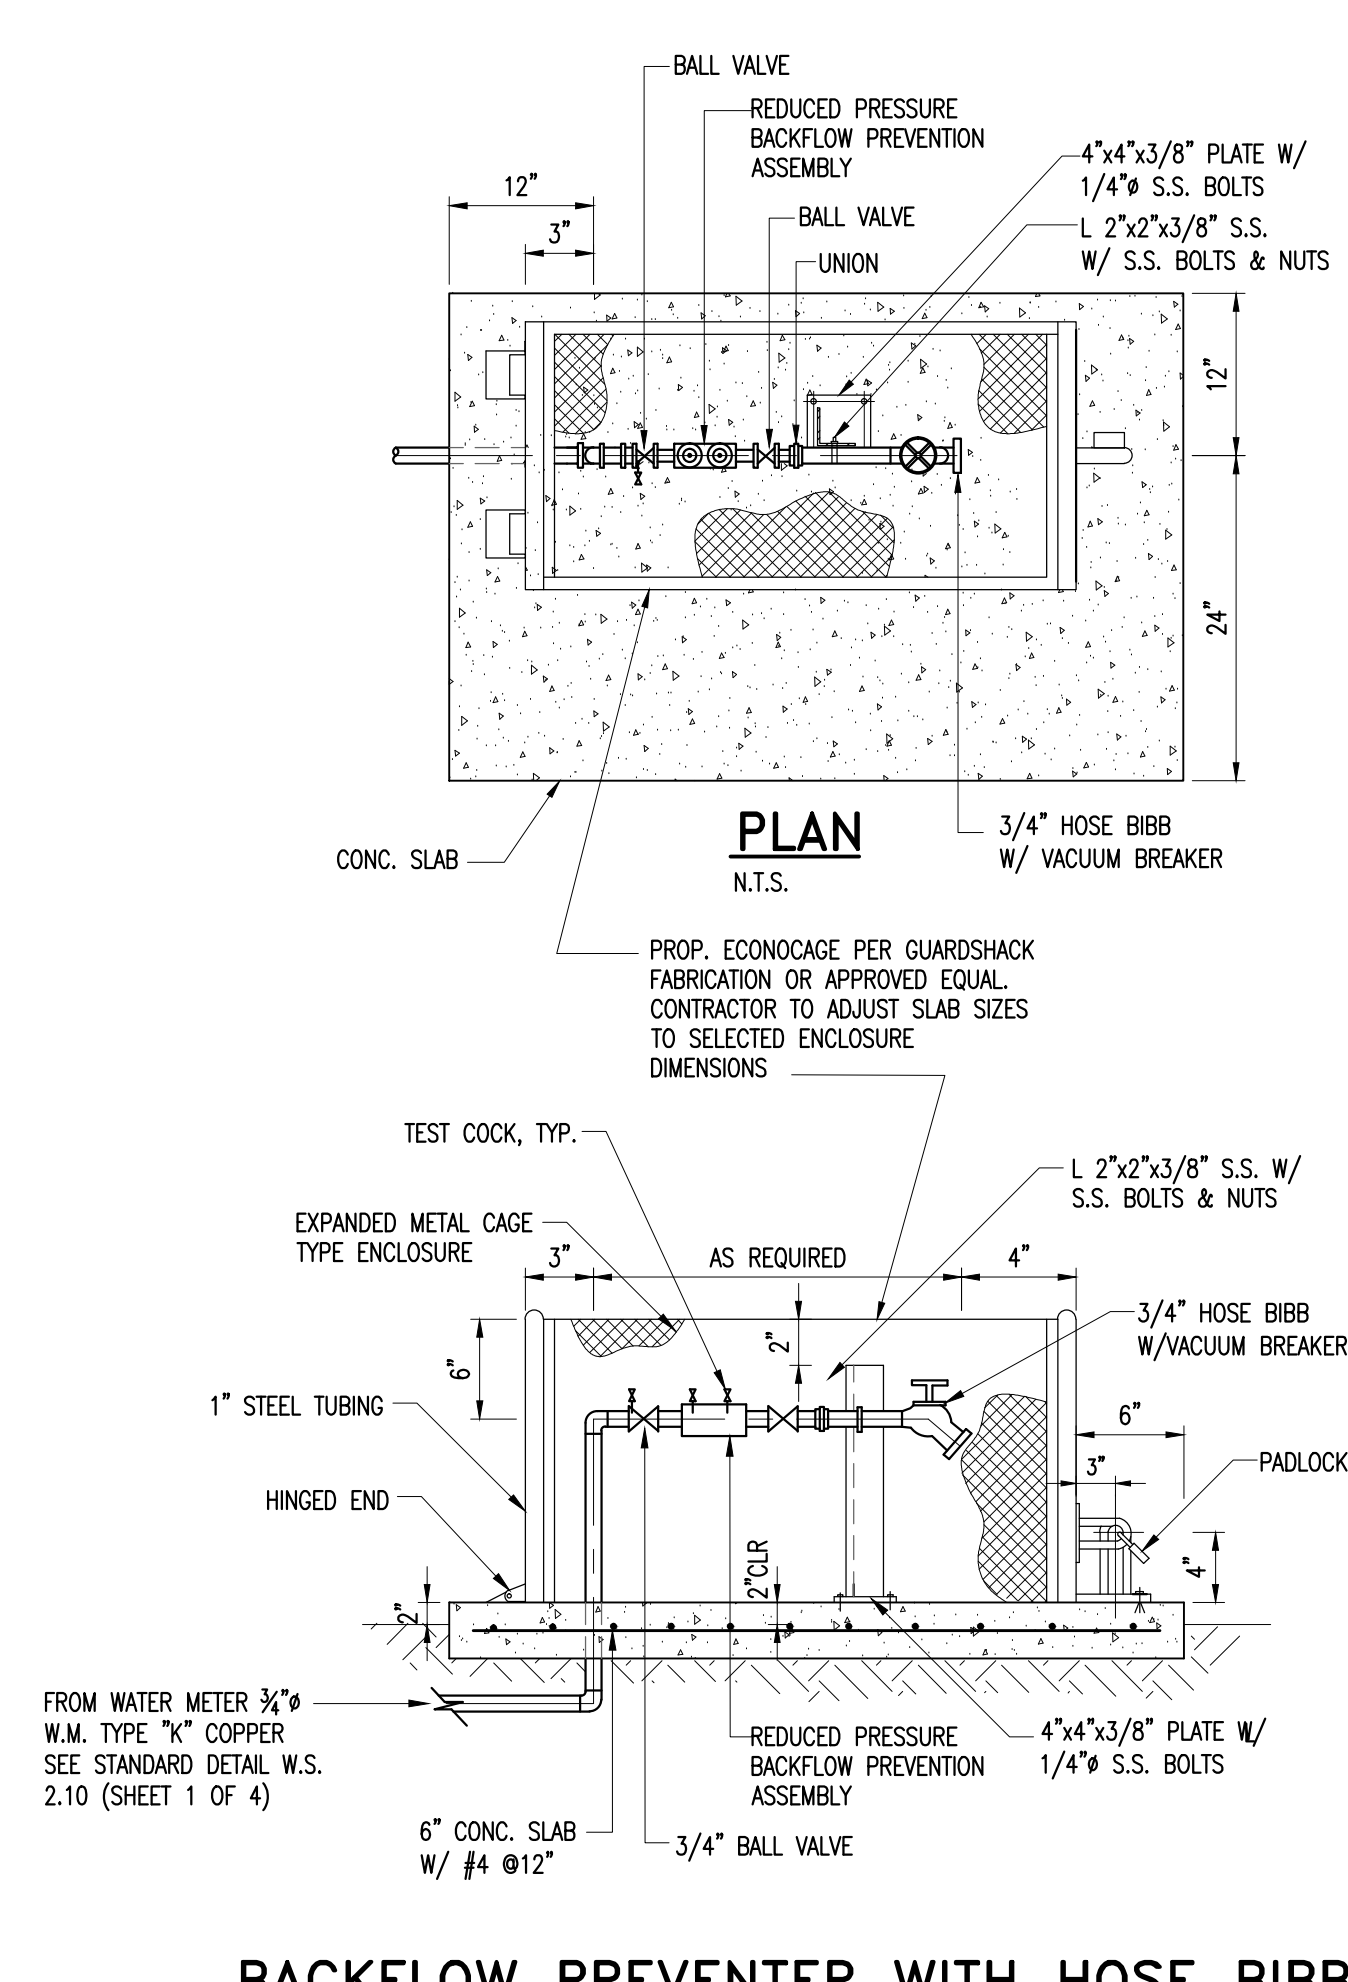 BALL VALVE
REDUCED PRESSURE
BACKFLOW PREVENTION
ASSEMBLY
4"x4"x3/8" PLATE W/
1/4"ø S.S. BOLTS
12"
BALL VALVE
L 2"x2"x3/8" S.S.
W/ S.S. BOLTS & NUTS
3"
UNION
12"
24"
PLAN
N.T.S.
3/4" HOSE BIBB
W/ VACUUM BREAKER
CONC. SLAB
PROP. ECONOCAGE PER GUARDSHACK
FABRICATION OR APPROVED EQUAL.
CONTRACTOR TO ADJUST SLAB SIZES
TO SELECTED ENCLOSURE
DIMENSIONS
TEST COCK, TYP.
L 2"x2"x3/8" S.S. W/
S.S. BOLTS & NUTS
EXPANDED METAL CAGE
TYPE ENCLOSURE
3"
AS REQUIRED
4"
3/4" HOSE BIBB
W/VACUUM BREAKER
2"
6"
1" STEEL TUBING
6"
3"
PADLOCK
HINGED END
2"CLR
4"
2"
FROM WATER METER ¾"ø
W.M. TYPE "K" COPPER
SEE STANDARD DETAIL W.S.
2.10 (SHEET 1 OF 4)
REDUCED PRESSURE
BACKFLOW PREVENTION
ASSEMBLY
4"x4"x3/8" PLATE W/
1/4"ø S.S. BOLTS
6" CONC. SLAB
W/ #4 @12"
3/4" BALL VALVE
BACKFLOW PREVENTER WITH HOSE BIBB